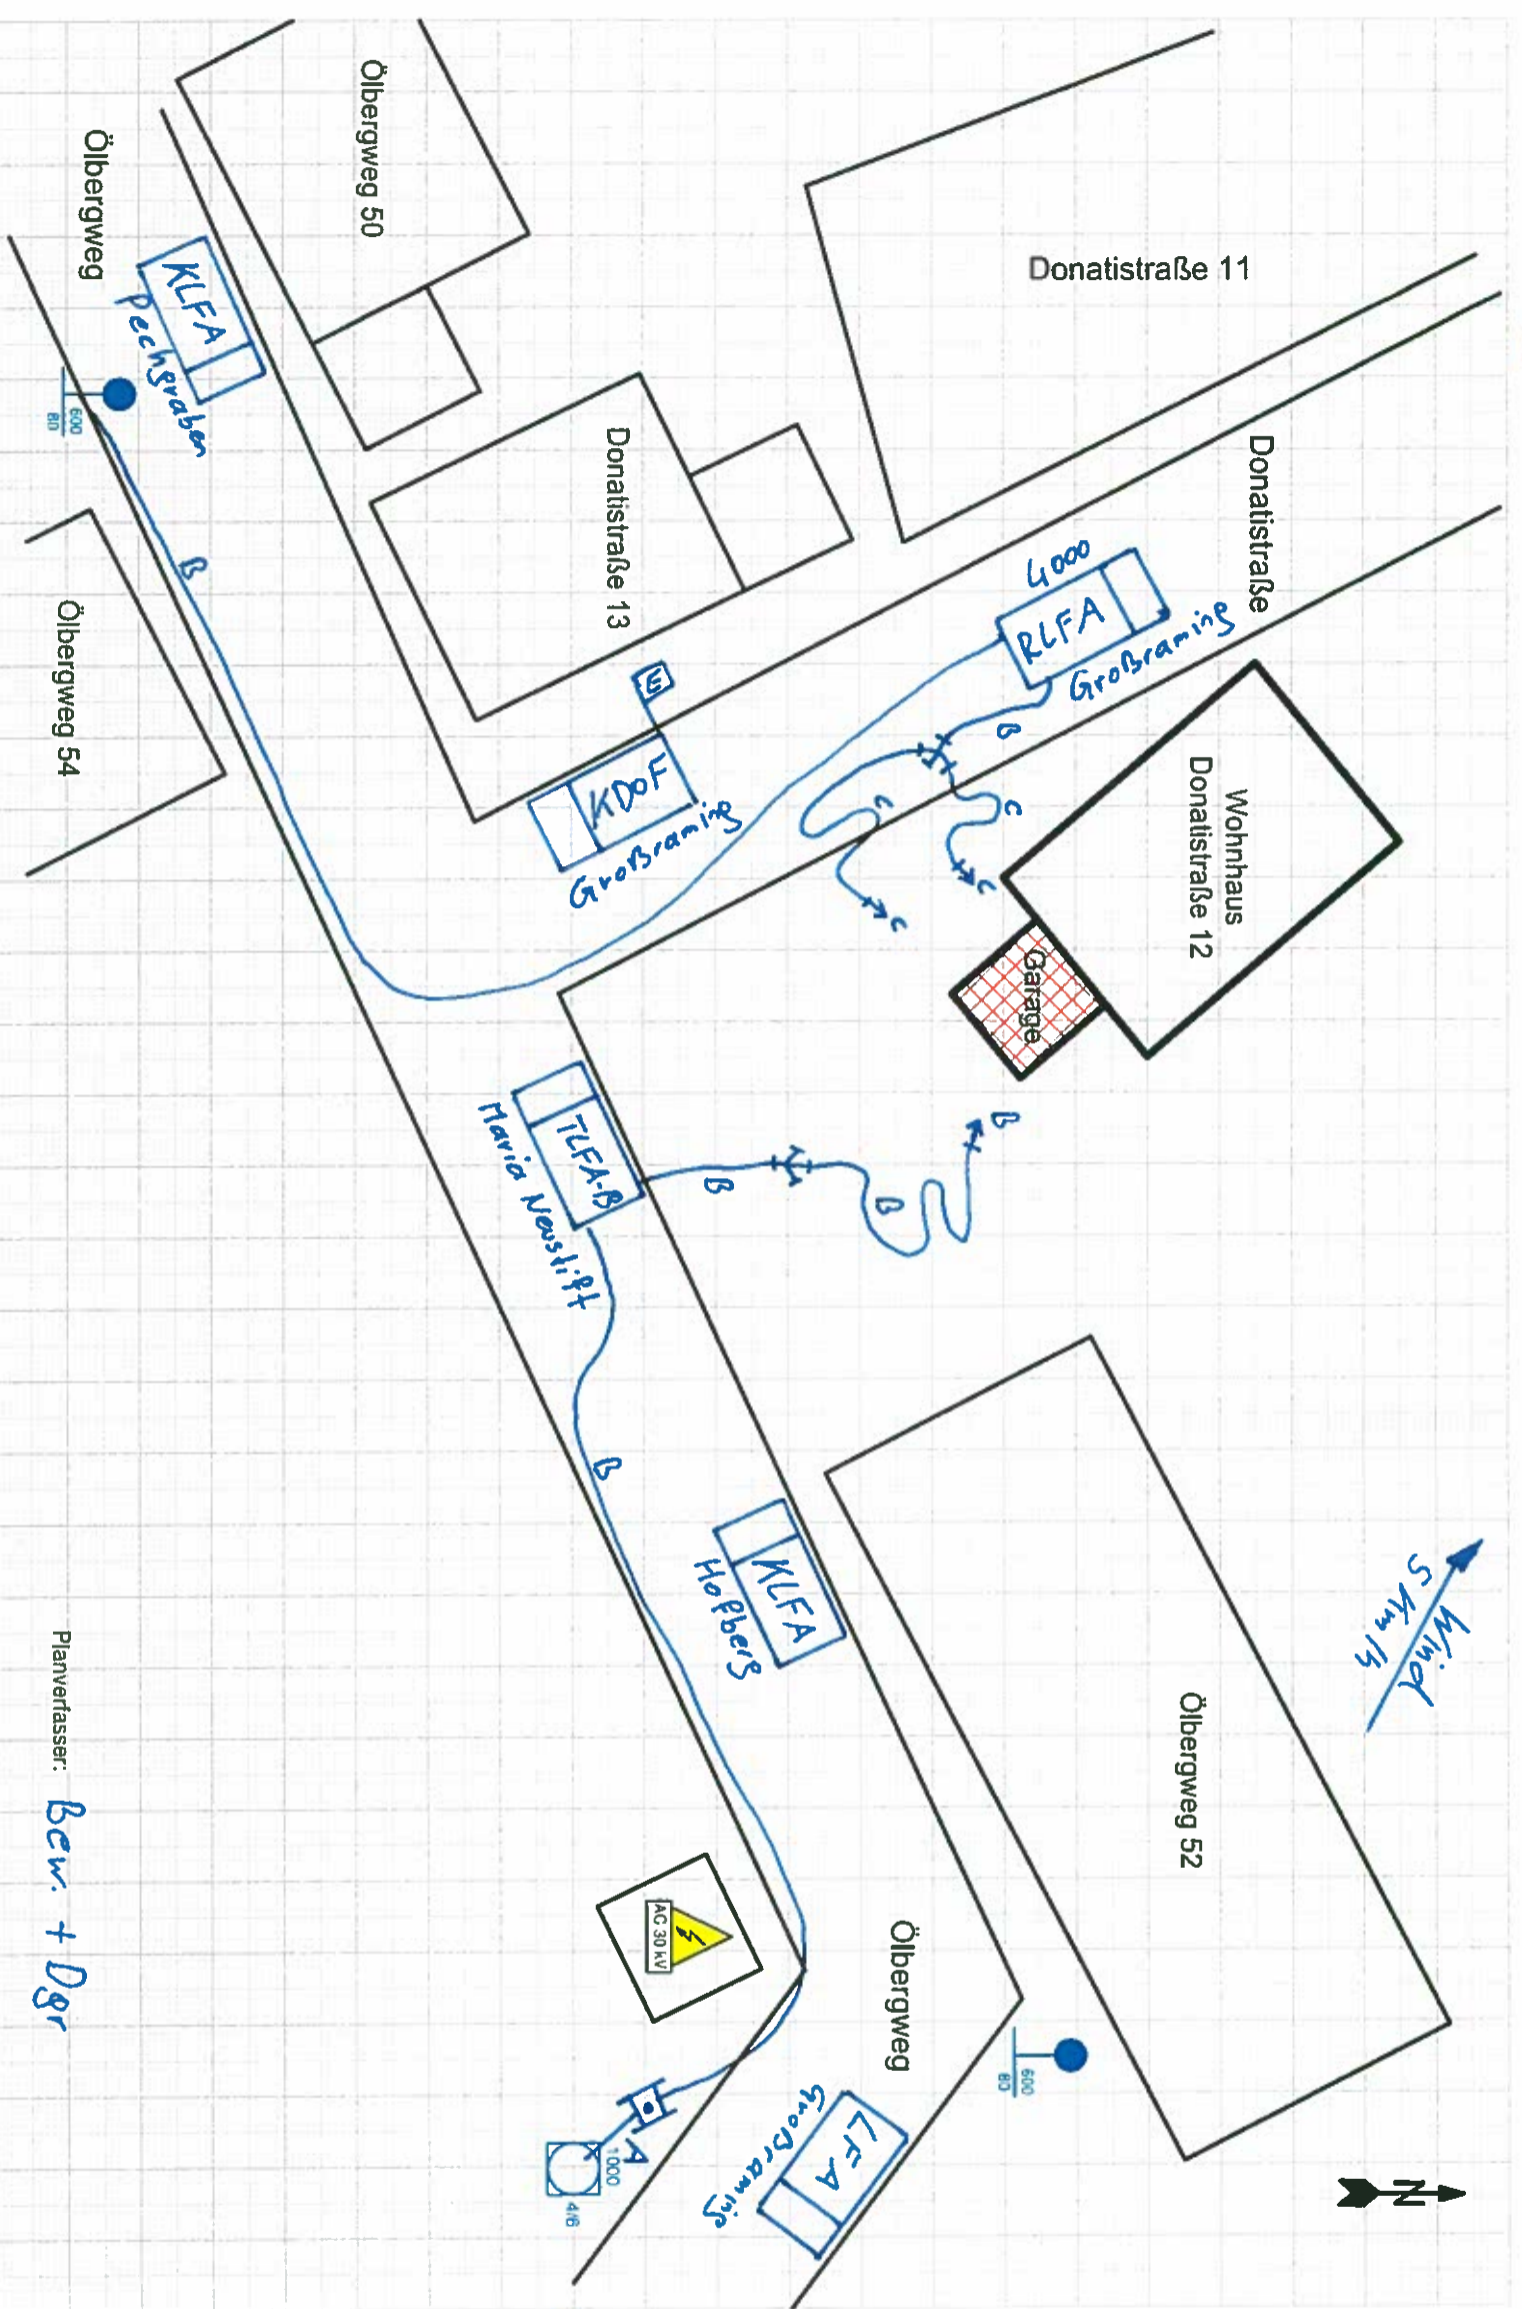 Donatistraße 11
Donatistraße
Ölbergweg 50
Ölbergweg
KLFA
Pechgraben
600
80
B
Ölbergweg 54
Donatistraße 13
E
KDOF
Großraming
4000
RLFA
Großraming
B
C
C
C
C
Wohnhaus
Donatistraße 12
Garage
TLFA-B
Maria Neustift
B
B
B
B
KLFA
Hofberg
Wind
5 Km/h
Ölbergweg 52
Ölbergweg
AC 30 kV
600
80
LFA
Großraming
A
1000
4/6
N
Planverfasser: Bew. + Dgr